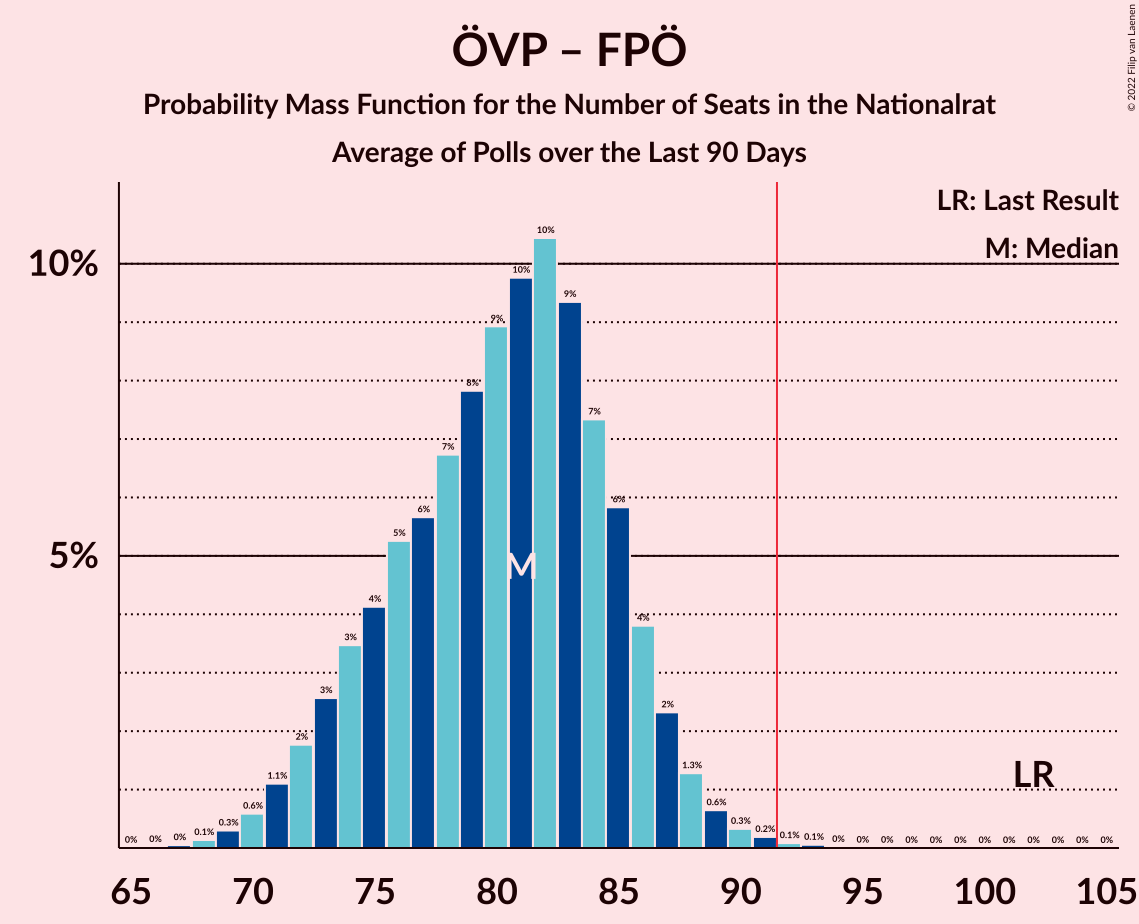 ÖVP – FPÖ
Probability Mass Function for the Number of Seats in the Nationalrat
Average of Polls over the Last 90 Days
© 2022 Filip van Laenen
LR: Last Result
M: Median
10%
5%
0% 0% 0% 0.1% 0.3% 0.6% 1.1% 2% 3% 3% 4% 5% 6% 7% 8% 9% 10% 10% 9% 7% 6% 4% 2% 1.3% 0.6% 0.3% 0.2% 0.1% 0.1% 0% 0% 0% 0% 0% 0% 0% 0% 0% 0% 0% 0%
M
LR
65 70 75 80 85 90 95 100 105